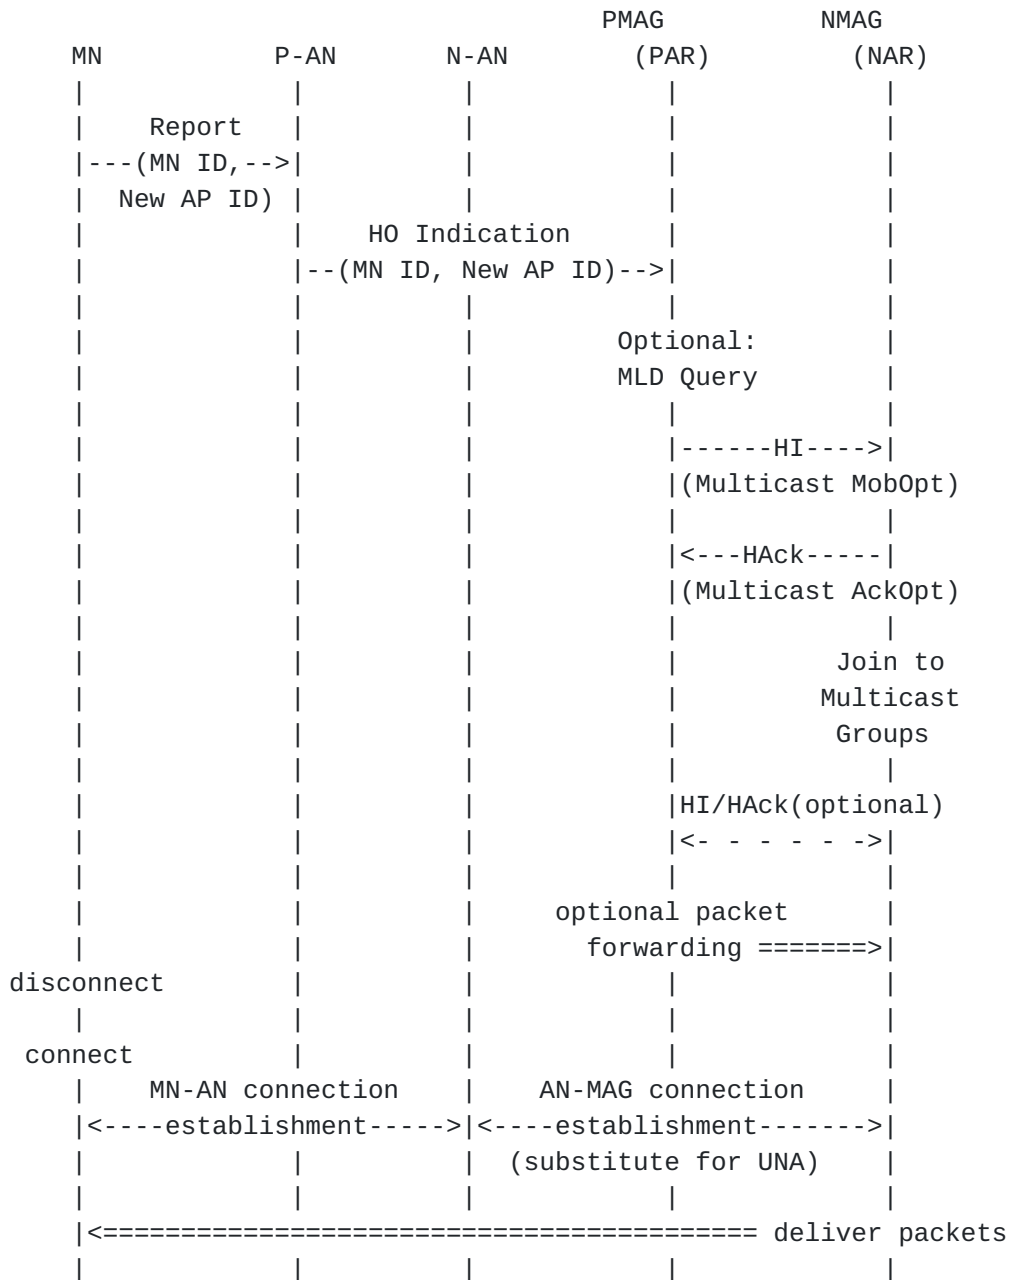 PMAG NMAG
MN P-AN N-AN (PAR) (NAR)
Report
---(MN ID,-->
New AP ID)
HO Indication
--(MN ID, New AP ID)-->
Optional:
MLD Query
------HI---->
(Multicast MobOpt)
<---HAck-----
(Multicast AckOpt)
Join to
Multicast
Groups
HI/HAck(optional)
<- - - - - ->
optional packet
forwarding =======>
disconnect
connect
MN-AN connection AN-MAG connection
<----establishment-----> <----establishment------->
(substitute for UNA)
<========================================== deliver packets